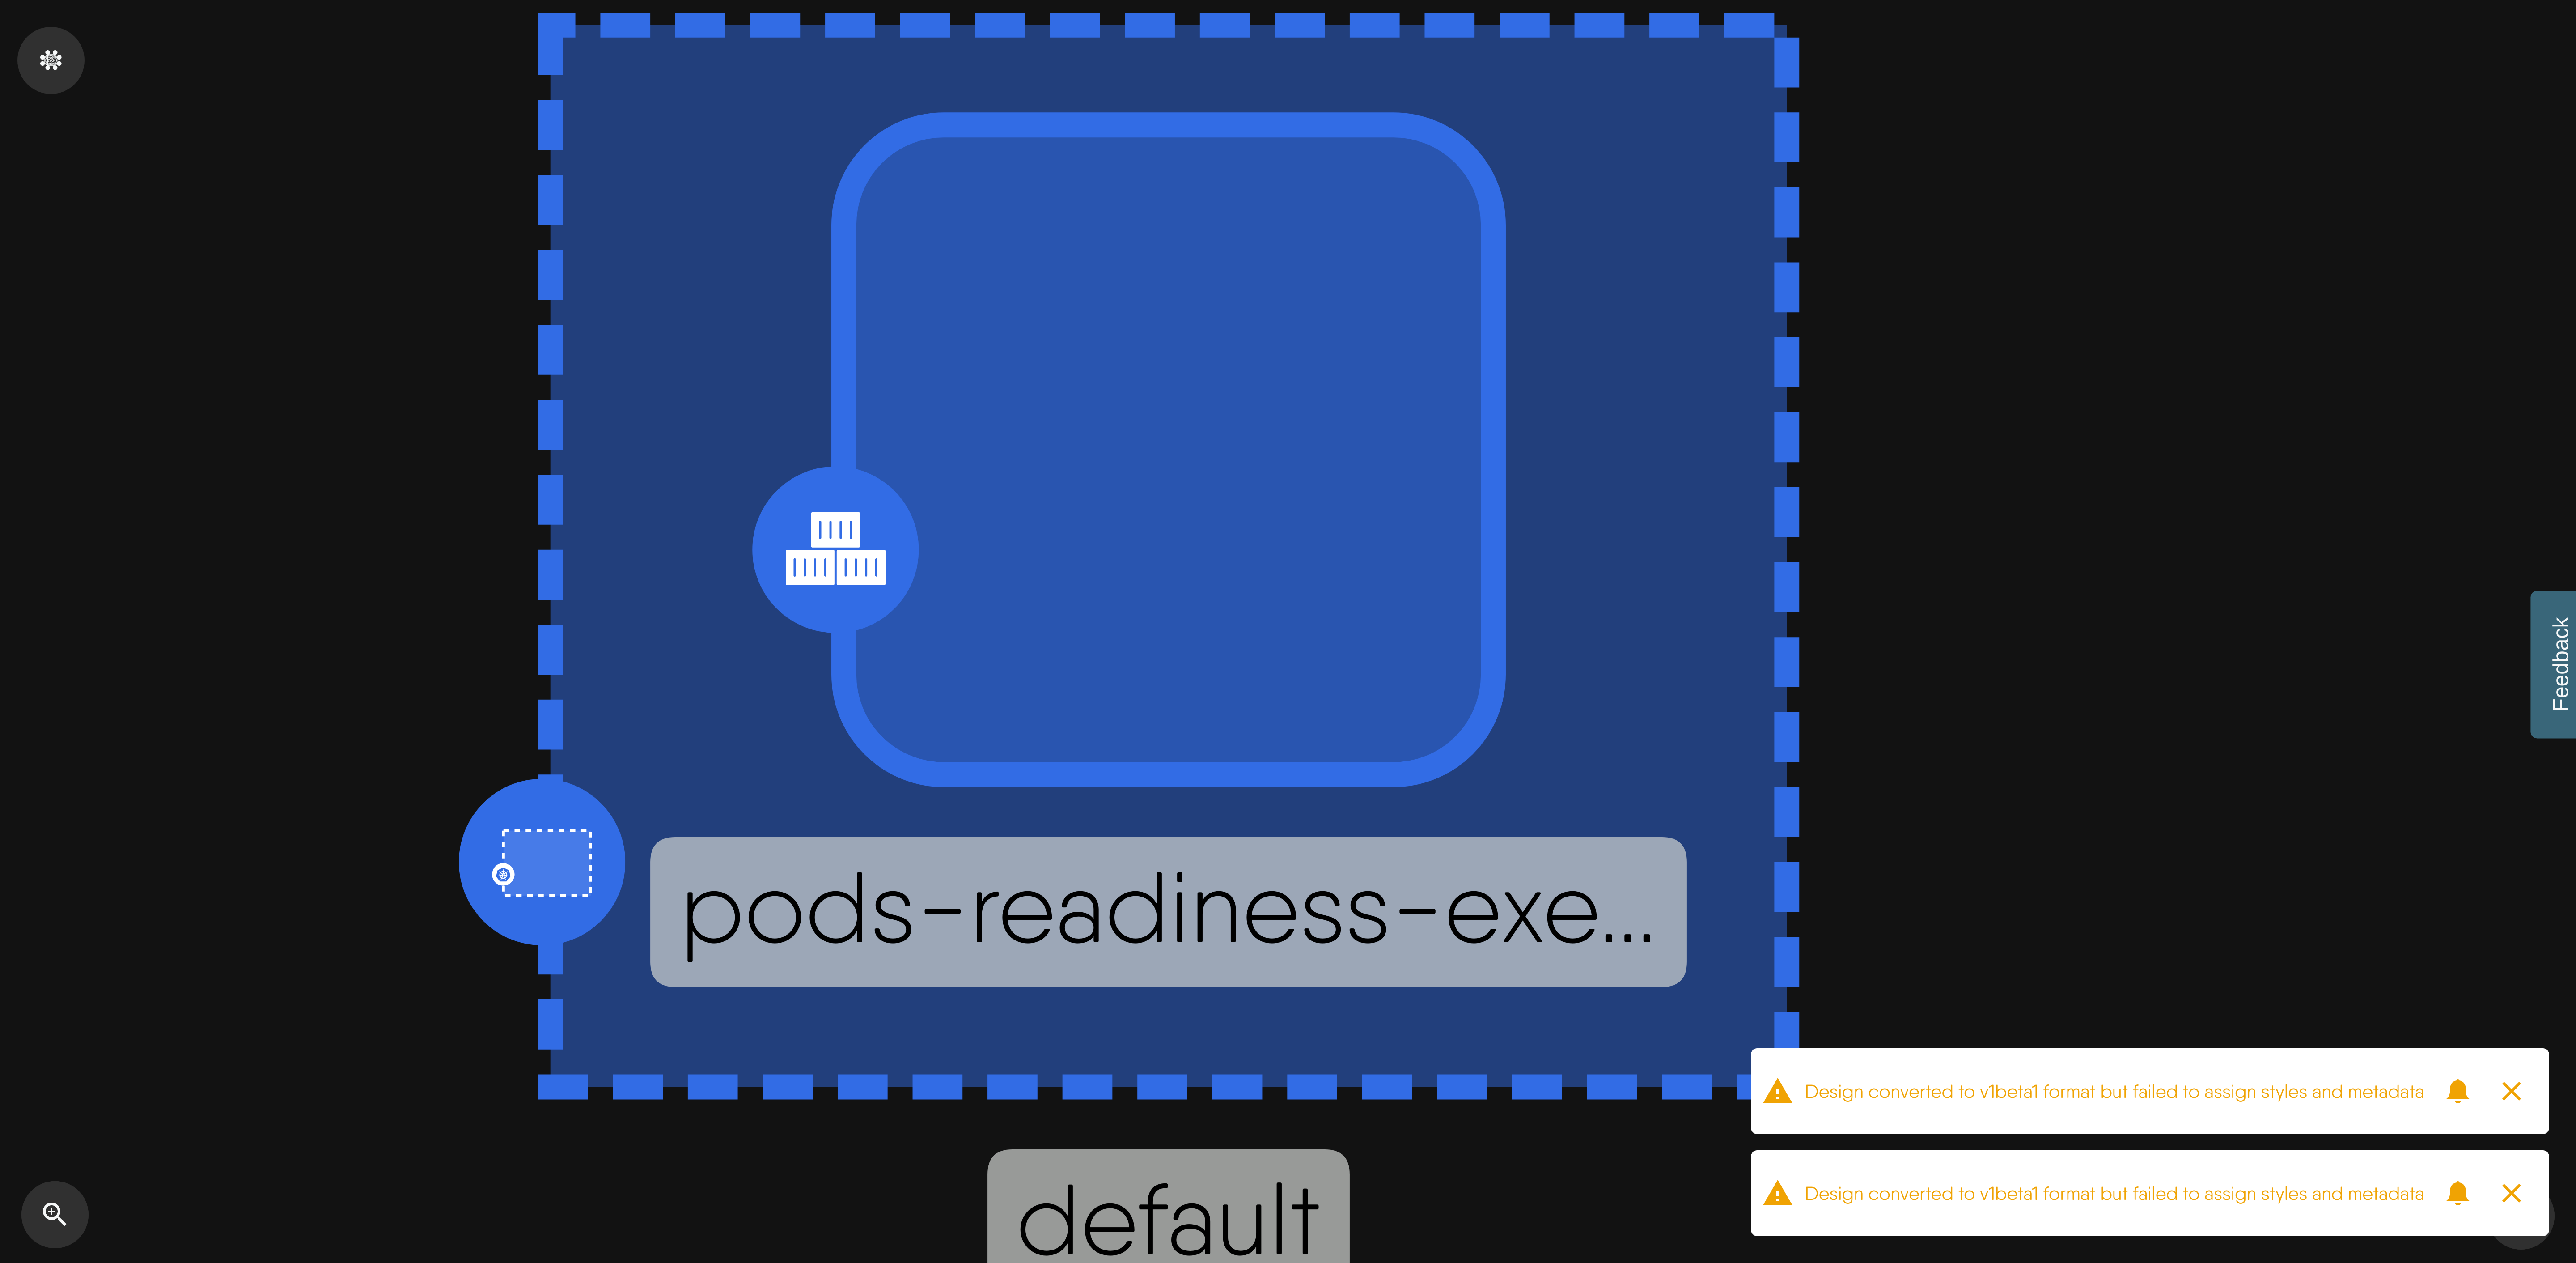 pods-readiness-exe...
default
Feedback
Design converted to v1beta1 format but failed to assign styles and metadata
Design converted to v1beta1 format but failed to assign styles and metadata